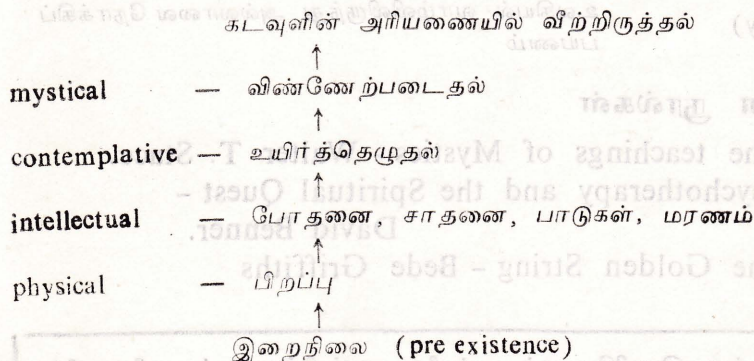 கடவுளின் அரியணையில் வீற்றிருத்தல்
↑
mystical — விண்ணேற்படைதல்
↑
contemplative — உயிர்த்தெழுதல்
↑
intellectual — போதனை, சாதனை, பாடுகள், மரணம்
↑
physical — பிறப்பு
↑
இறைநிலை (pre existence)